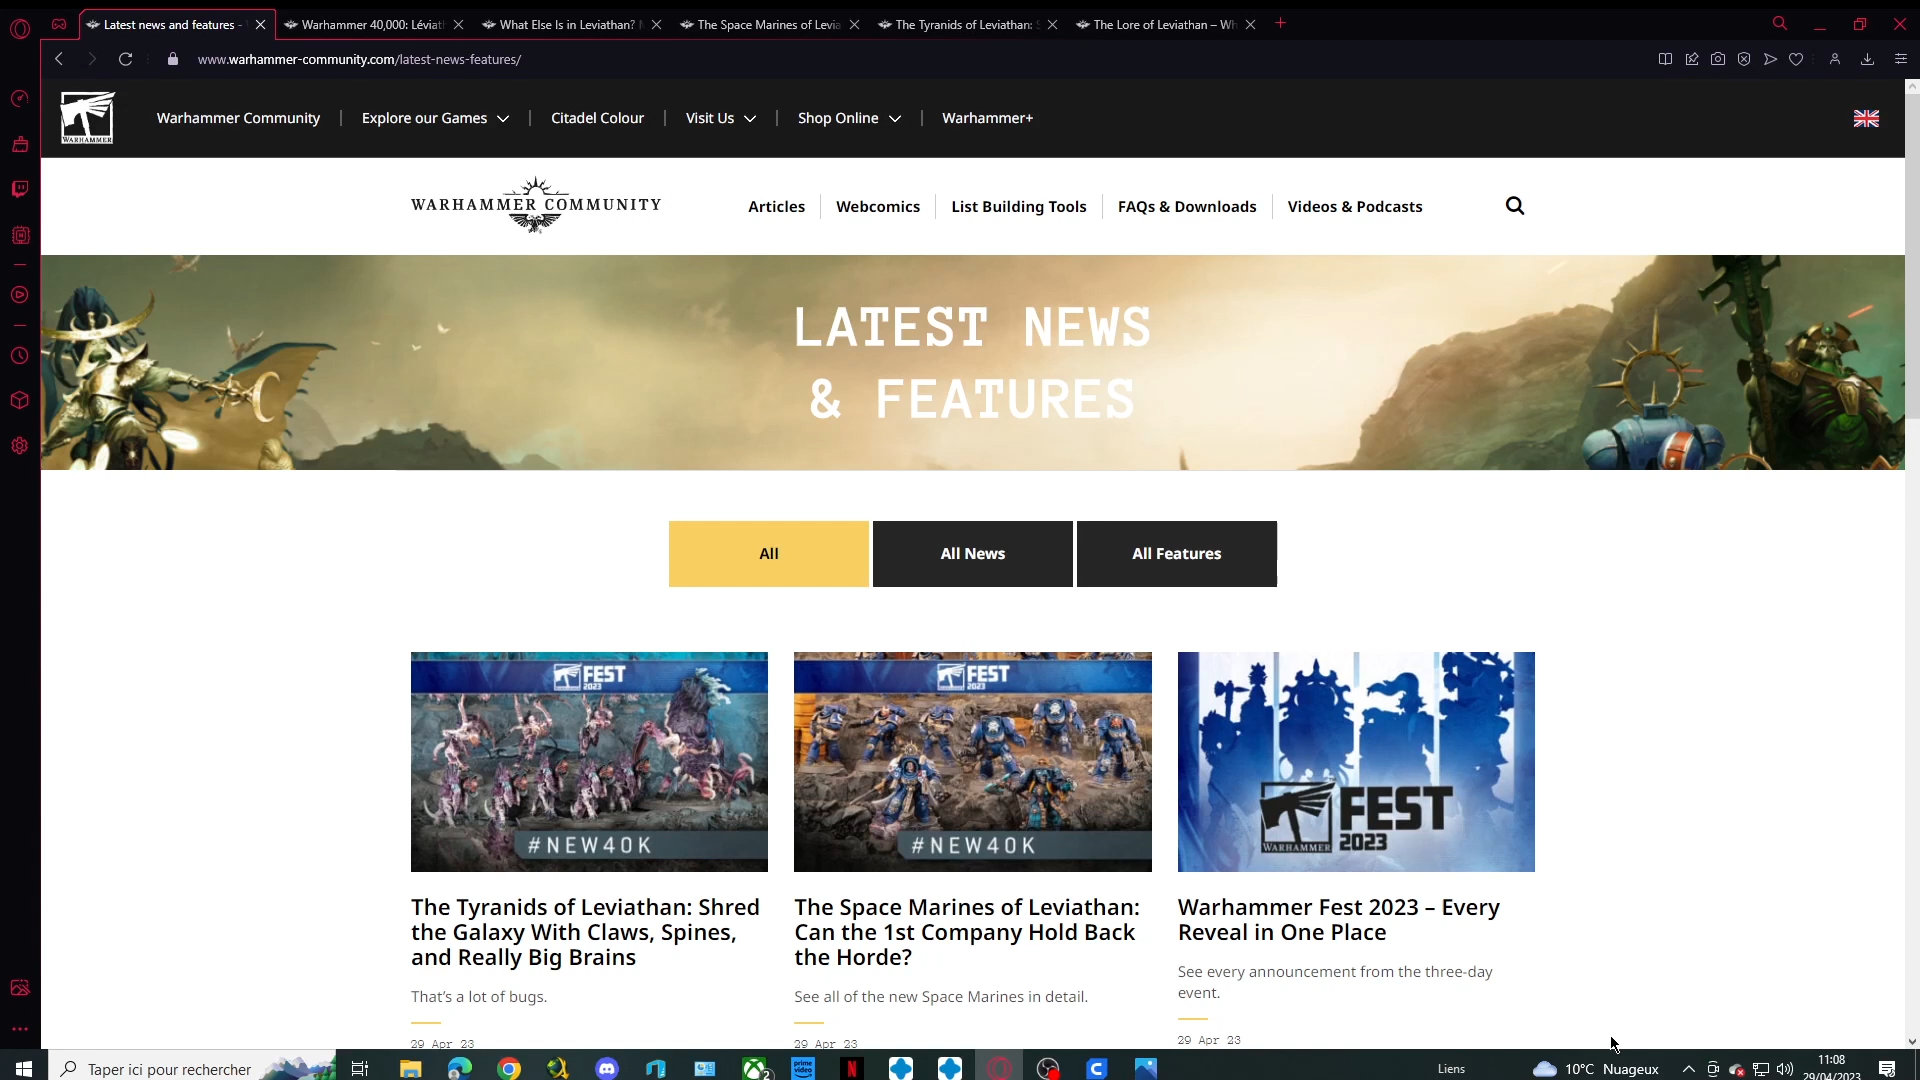 Latest news and features -
Warhammer 40,000: Léviat
What Else Is in Leviathan?
The Space Marines of Levia
The Tyranids of Leviathan:
The Lore of Leviathan – Wh
www.warhammer-community.com/latest-news-features/
WARHAMMER
Warhammer Community
Explore our Games
Citadel Colour
Visit Us
Shop Online
Warhammer+
WARHAMMER COMMUNITY
Articles
Webcomics
List Building Tools
FAQs & Downloads
Videos & Podcasts
LATEST NEWS
& FEATURES
All
All News
All Features
FEST
2023
#NEW40K
FEST
2023
#NEW40K
WARHAMMER
FEST
2023
The Tyranids of Leviathan: Shred
the Galaxy With Claws, Spines,
and Really Big Brains
That's a lot of bugs.
29 Apr 23
The Space Marines of Leviathan:
Can the 1st Company Hold Back
the Horde?
See all of the new Space Marines in detail.
29 Apr 23
Warhammer Fest 2023 – Every
Reveal in One Place
See every announcement from the three-day
event.
29 Apr 23
Taper ici pour rechercher
2
prime video
Liens
10°C Nuageux
11:08
29/04/2023